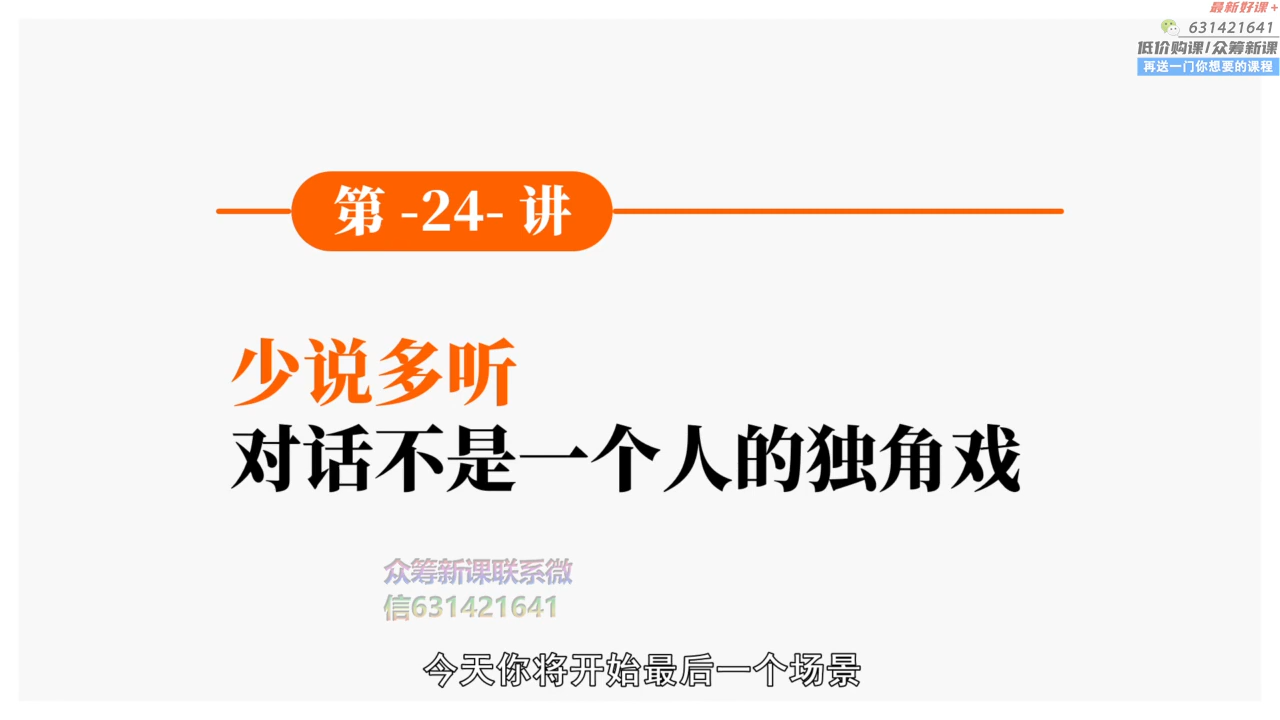 最新好课+
631421641
低价购课/众筹新课
再送一门你想要的课程
第 -24- 讲
少说多听
对话不是一个人的独角戏
众筹新课联系微
信631421641
今天你将开始最后一个场景